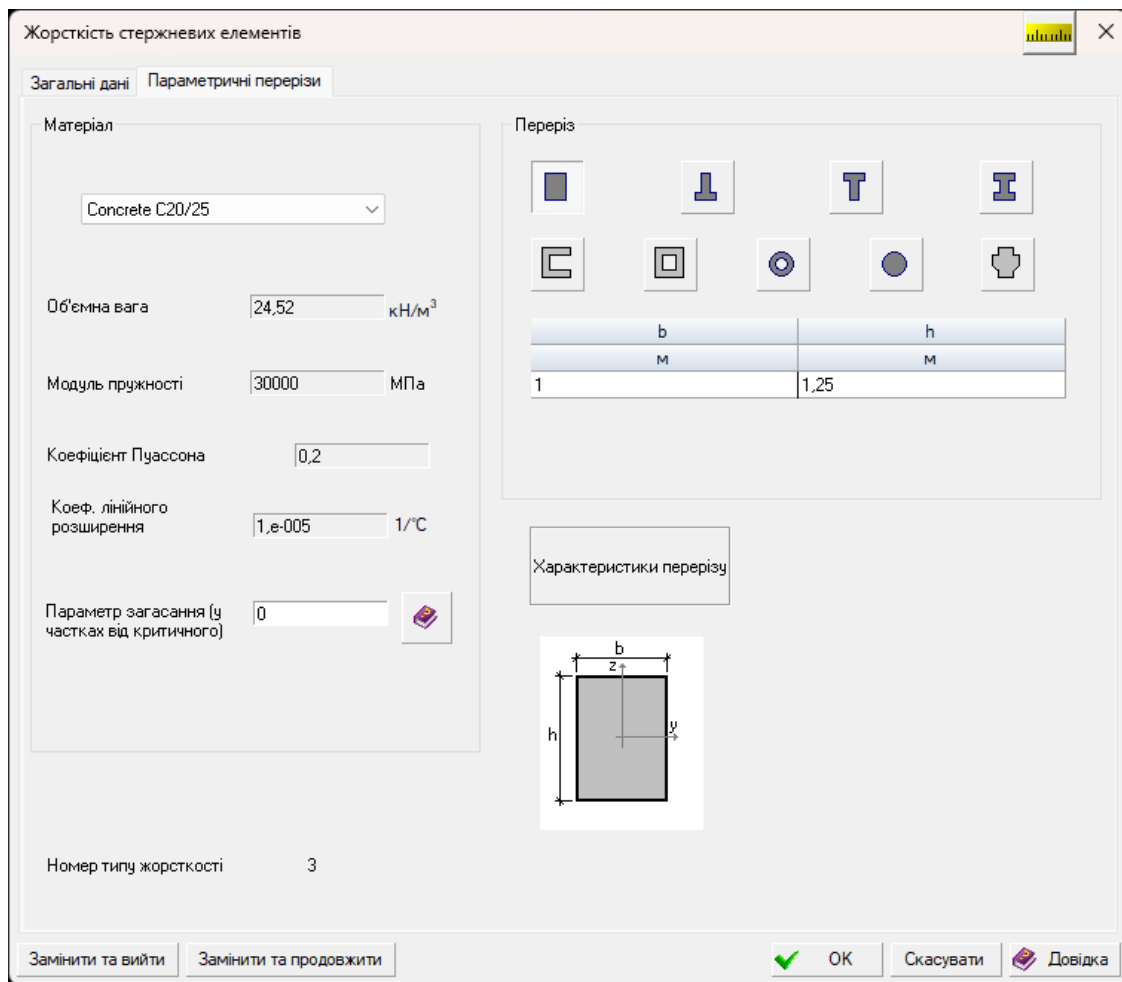 Жорсткість стержневих елементів
Загальні дані
Параметричні перерізи
Матеріал
Concrete C20/25
Об'ємна вага
24,52
кН/м³
Модуль пружності
30000
МПа
Коефіцієнт Пуассона
0,2
Коеф. лінійного
розширення
1,e-005
1/°C
Параметр загасання (у
частках від критичного)
0
Номер типу жорсткості
3
Переріз
b
h
м
м
1
1,25
Характеристики перерізу
b
z
h
y
Замінити та вийти
Замінити та продовжити
OK
Скасувати
Довідка